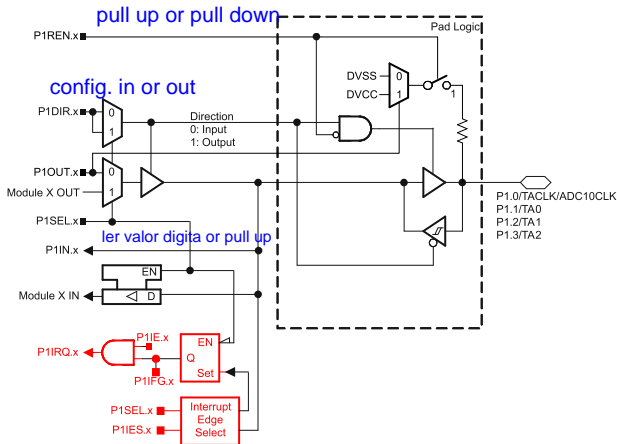 pull up or pull down
P1REN.x
Pad Logic
DVSS
0
DVCC
1
1
config. in or out
P1DIR.x
0
1
Direction
0: Input
1: Output
P1OUT.x
0
Module X OUT
1
P1SEL.x
P1.0/TACLK/ADC10CLK
P1.1/TA0
P1.2/TA1
P1.3/TA2
ler valor digita or pull up
P1IN.x
EN
Module X IN
D
P1IE.x
P1IRQ.x
EN
Q
P1IFG.x
Set
P1SEL.x
P1IES.x
Interrupt
Edge
Select